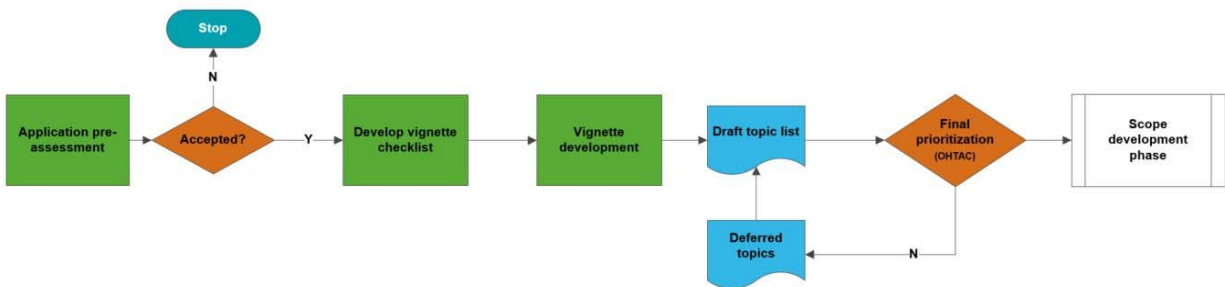 Stop
N
Application pre-
assessment
Accepted?
Y
Develop vignette
checklist
Vignette
development
Draft topic list
Final
prioritization
(OHTAC)
Scope
development
phase
Deferred
topics
N